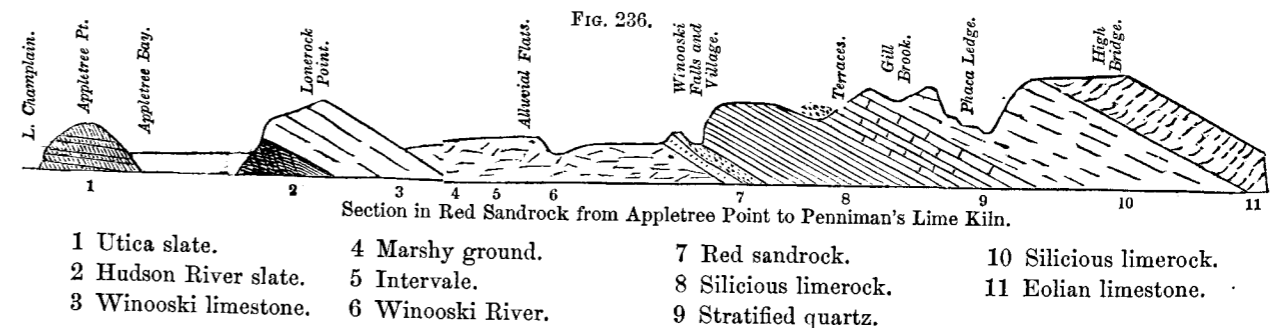 FIG. 236.
L. Champlain.
Appletree Pt.
Appletree Bay.
Lonerock
Point.
Alluvial Flats.
Winooski
Falls and
Village.
Terraces.
Gill
Brook.
Phaca Ledge.
High
Bridge.
1 2 3 4 5 6 7 8 9 10 11
Section in Red Sandrock from Appletree Point to Penniman's Lime Kiln.
1 Utica slate.
2 Hudson River slate.
3 Winooski limestone.
4 Marshy ground.
5 Intervale.
6 Winooski River.
7 Red sandrock.
8 Silicious limerock.
9 Stratified quartz.
10 Silicious limerock.
11 Eolian limestone.